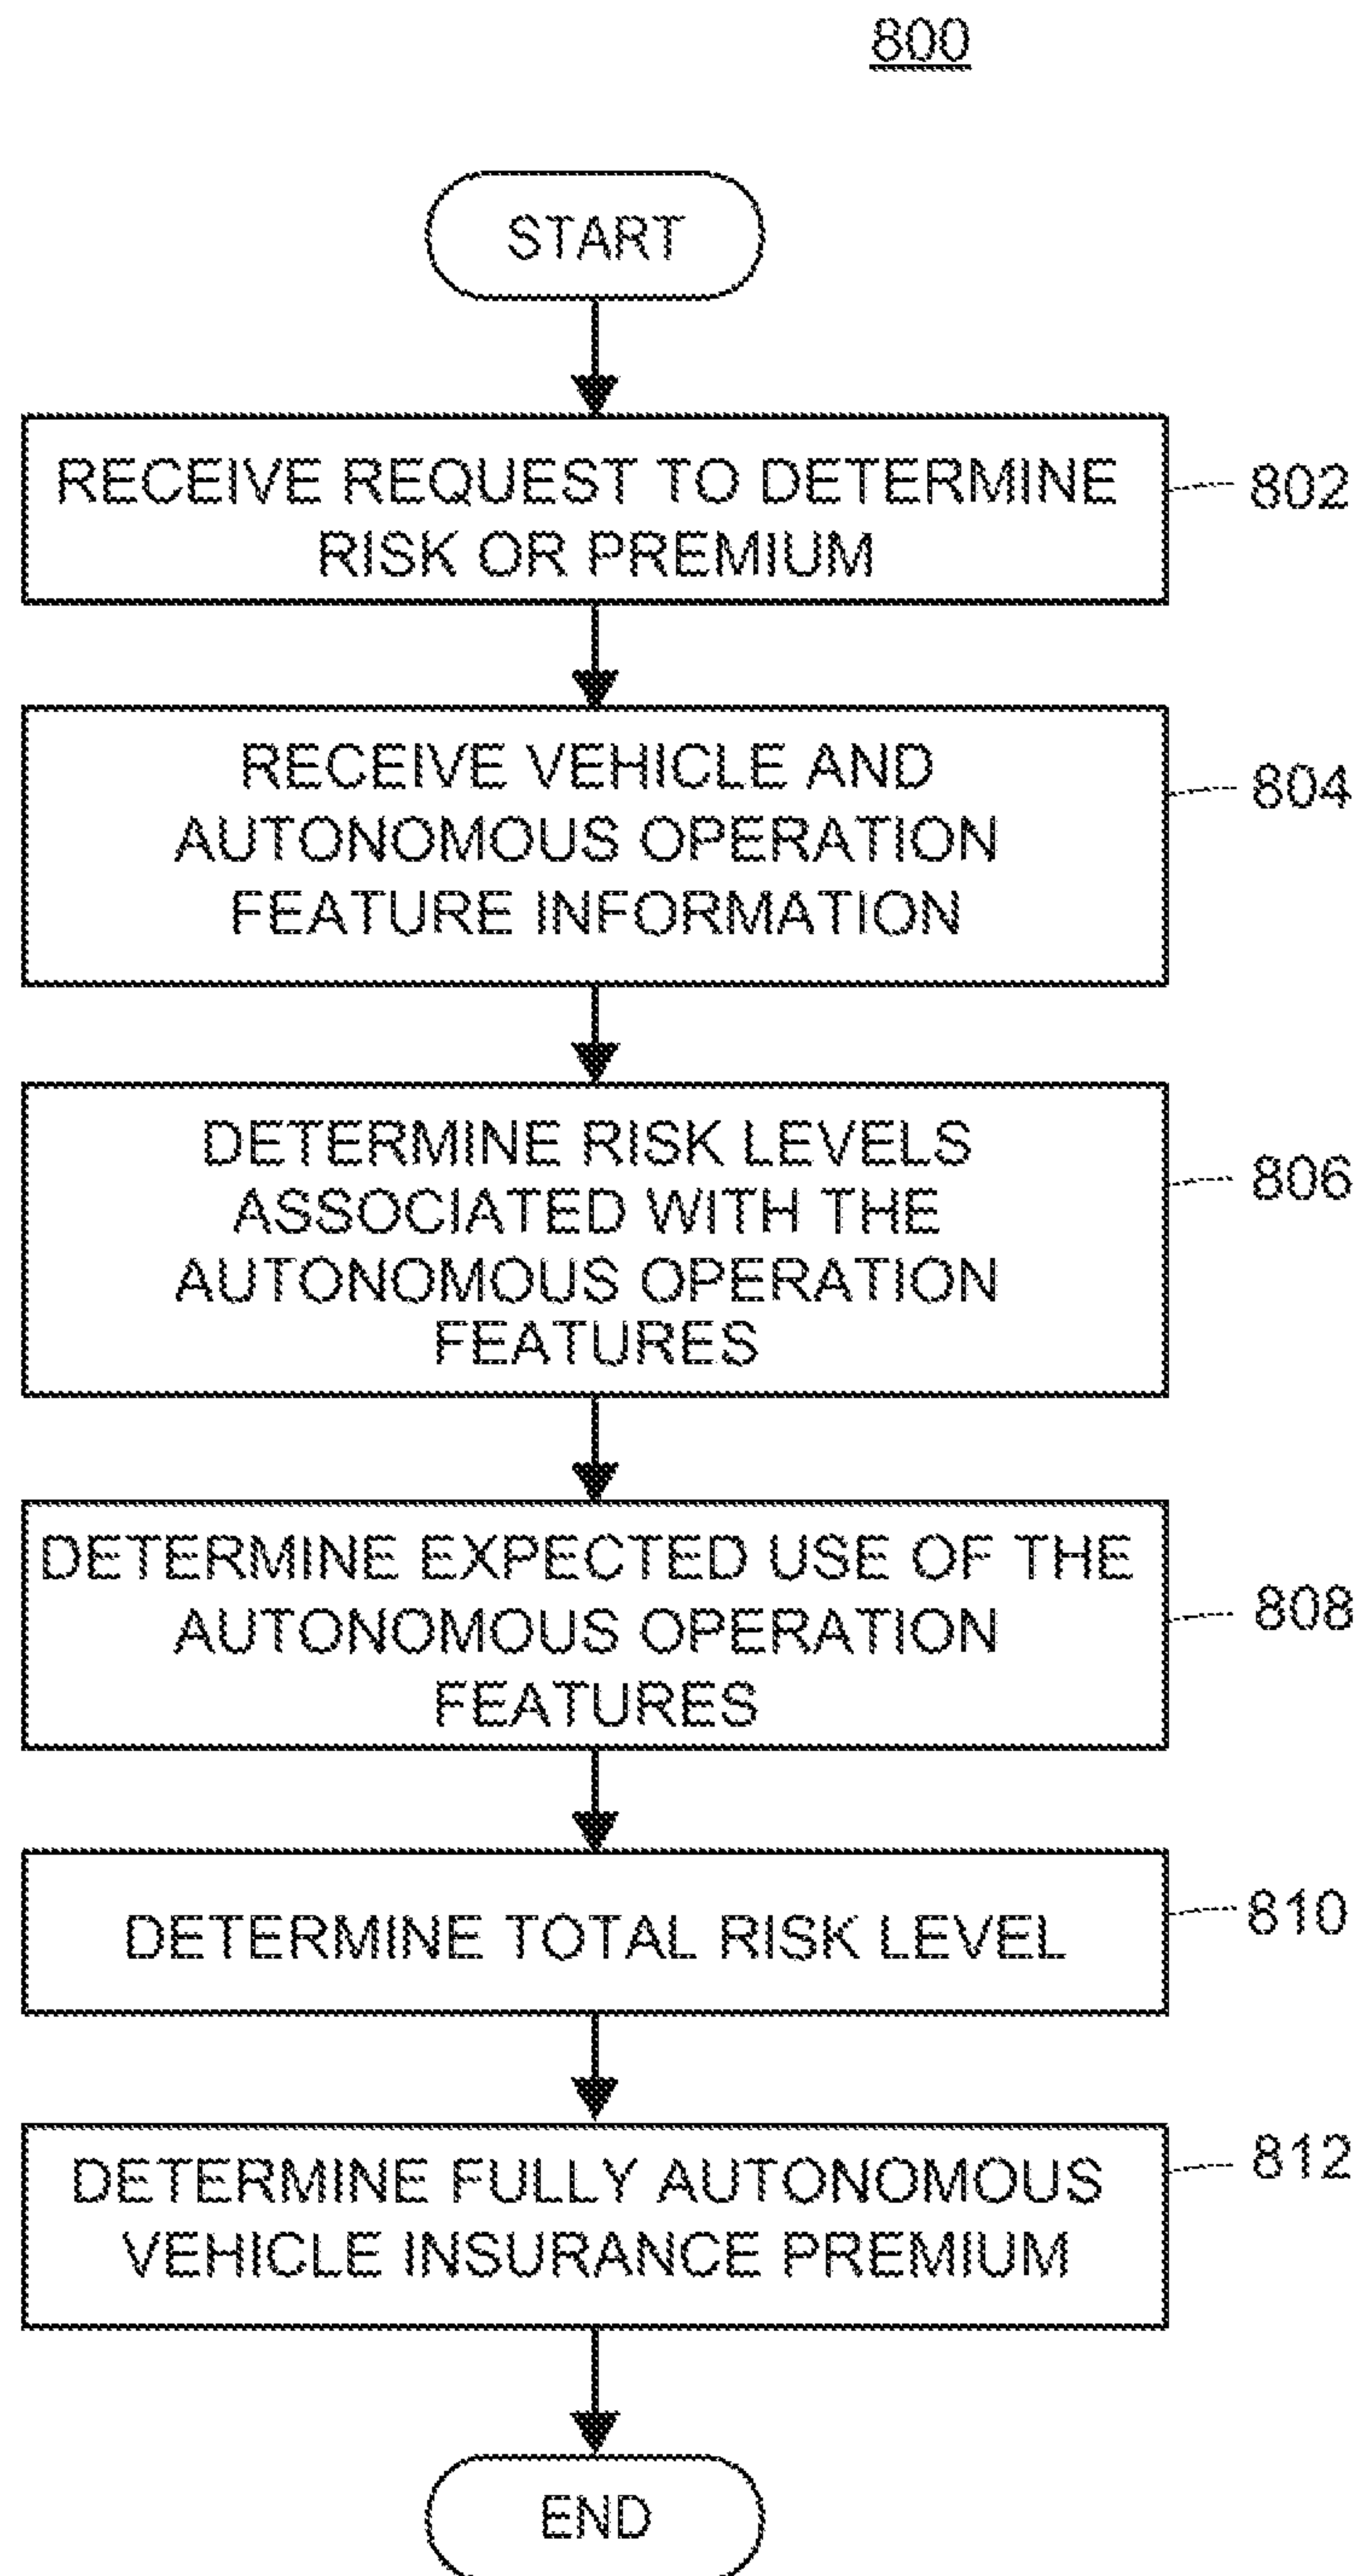 800
START
RECEIVE REQUEST TO DETERMINE
RISK OR PREMIUM
802
RECEIVE VEHICLE AND
AUTONOMOUS OPERATION
FEATURE INFORMATION
804
DETERMINE RISK LEVELS
ASSOCIATED WITH THE
AUTONOMOUS OPERATION
FEATURES
806
DETERMINE EXPECTED USE OF THE
AUTONOMOUS OPERATION
FEATURES
808
DETERMINE TOTAL RISK LEVEL
810
DETERMINE FULLY AUTONOMOUS
VEHICLE INSURANCE PREMIUM
812
END